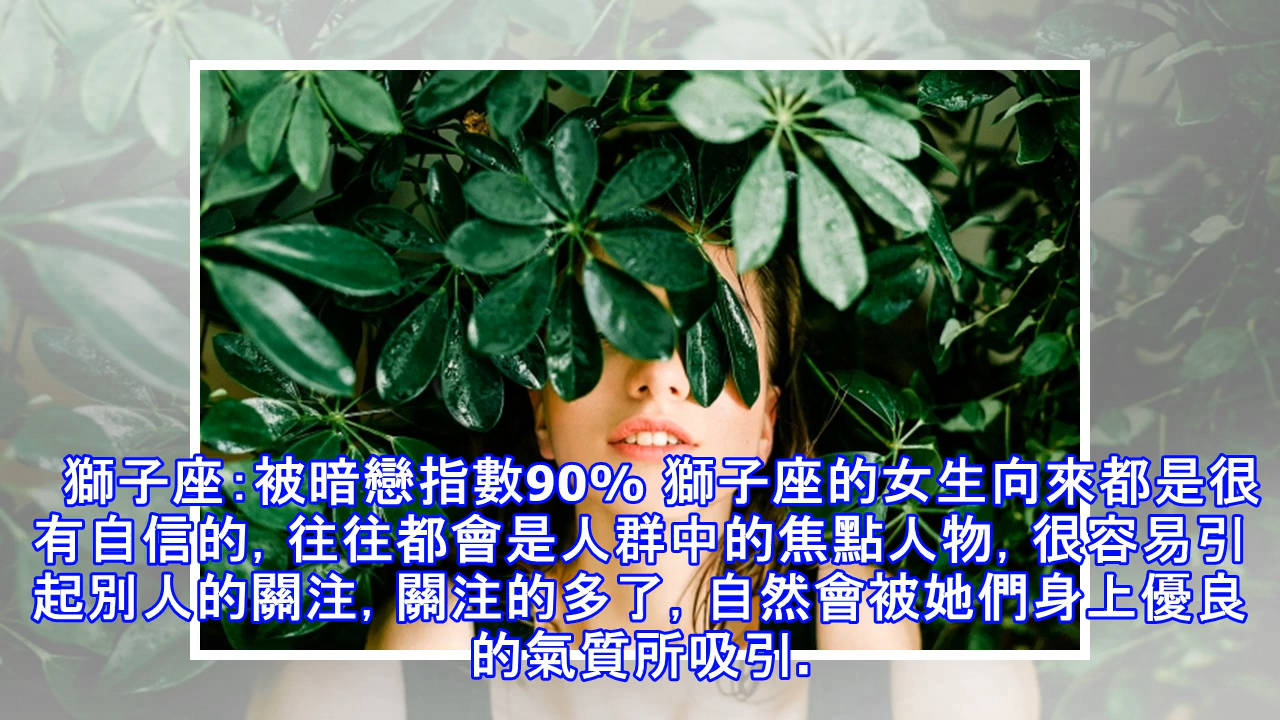 獅子座:被暗戀指數90% 獅子座的女生向來都是很
有自信的, 往往都會是人群中的焦點人物, 很容易引
起別人的關注, 關注的多了, 自然會被她們身上優良
的氣質所吸引.